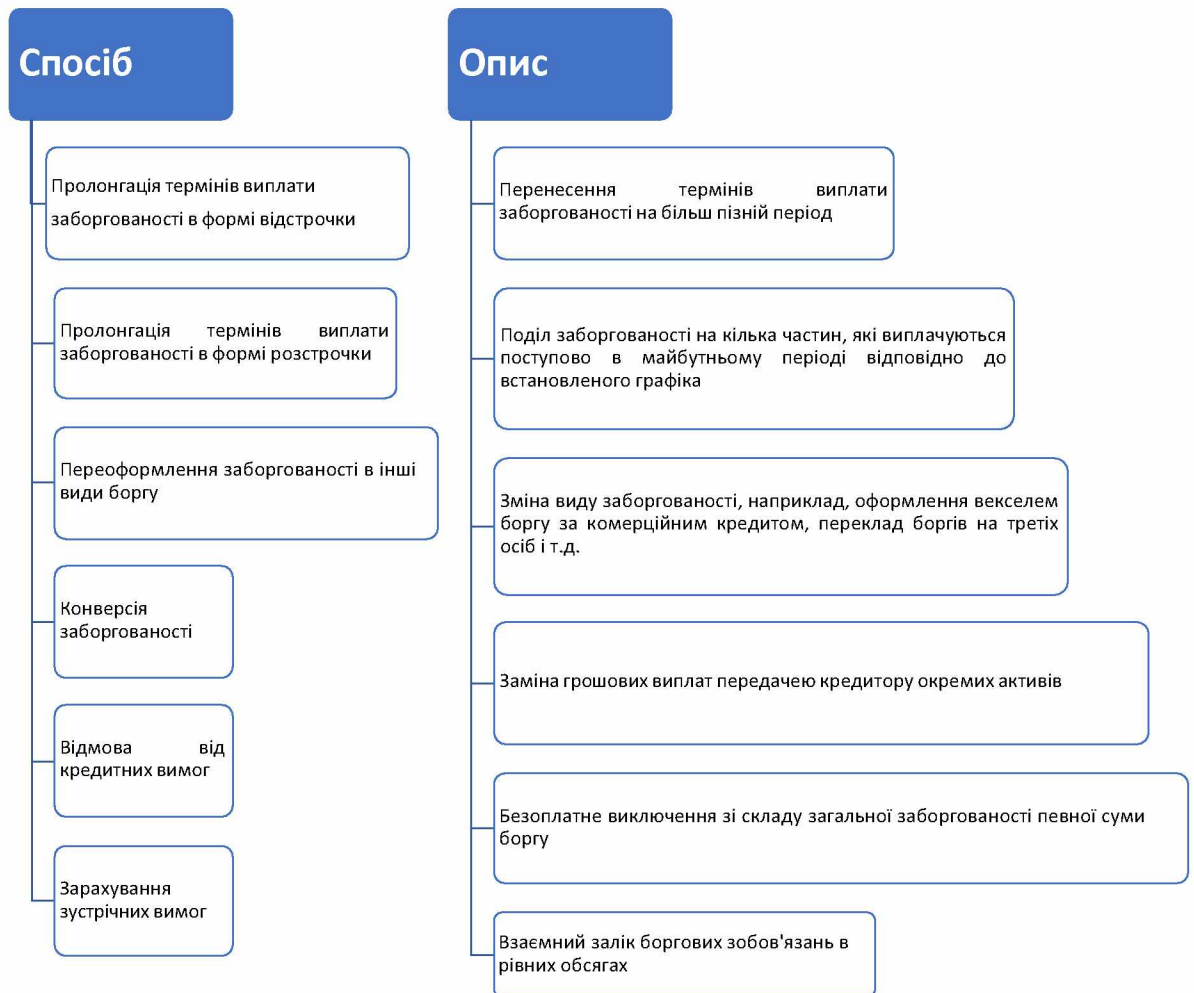 Спосіб
Пролонгація термінів виплати
заборгованості в формі відстрочки
Пролонгація термінів виплати
заборгованості в формі розстрочки
Переоформлення заборгованості в інші
види боргу
Конверсія
заборгованості
Відмова від
кредитних вимог
Зарахування
зустрічних вимог
Опис
Перенесення термінів виплати
заборгованості на більш пізній період
Поділ заборгованості на кілька частин, які виплачуються
поступово в майбутньому періоді відповідно до
встановленого графіка
Зміна виду заборгованості, наприклад, оформлення векселем
боргу за комерційним кредитом, переклад боргів на третіх
осіб і т.д.
Заміна грошових виплат передачею кредитору окремих активів
Безоплатне виключення зі складу загальної заборгованості певної суми
боргу
Взаємний залік боргових зобов'язань в
рівних обсягах